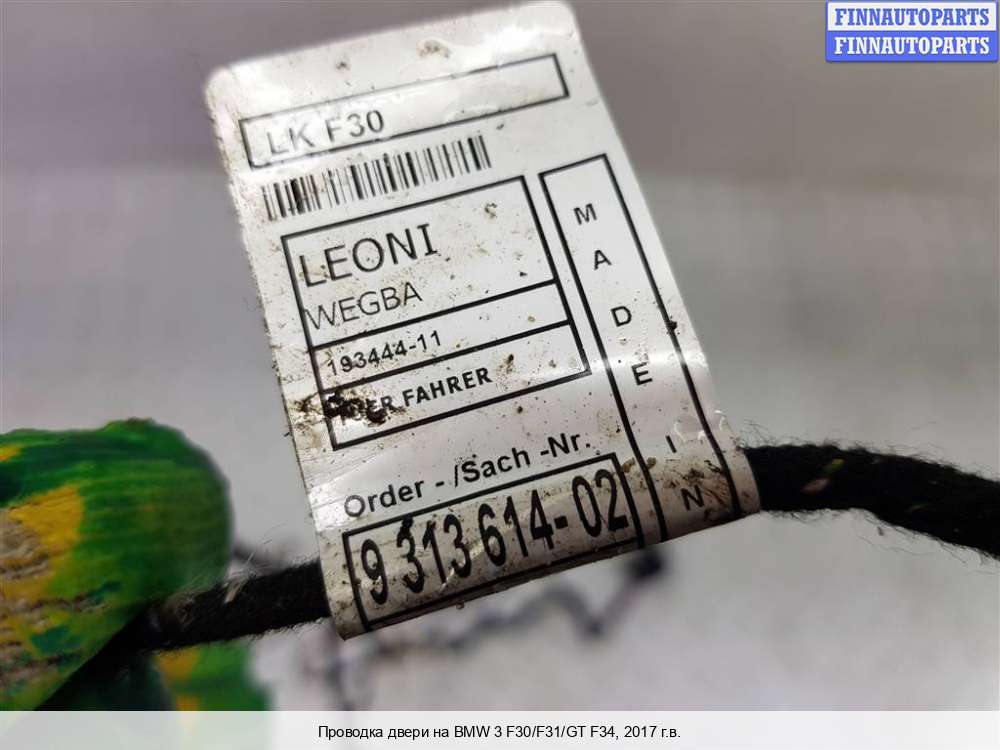 FINNAUTOPARTS
FINNAUTOPARTS
LK F30
LEONI
WEGBA
193444-11
FAHRER
MADE IN
Order - /Sach -Nr.
9 313 614-02
Проводка двери на BMW 3 F30/F31/GT F34, 2017 г.в.